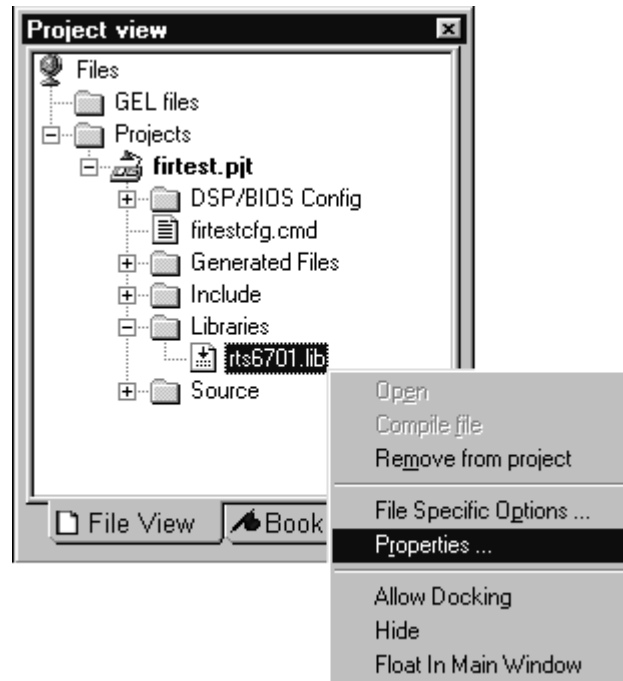 Project view
Files
GEL files
Projects
firtest.pjt
DSP/BIOS Config
firtestcfg.cmd
Generated Files
Include
Libraries
rts6701.lib
Source
File View
Book
Open
Compile file
Remove from project
File Specific Options ...
Properties ...
Allow Docking
Hide
Float In Main Window